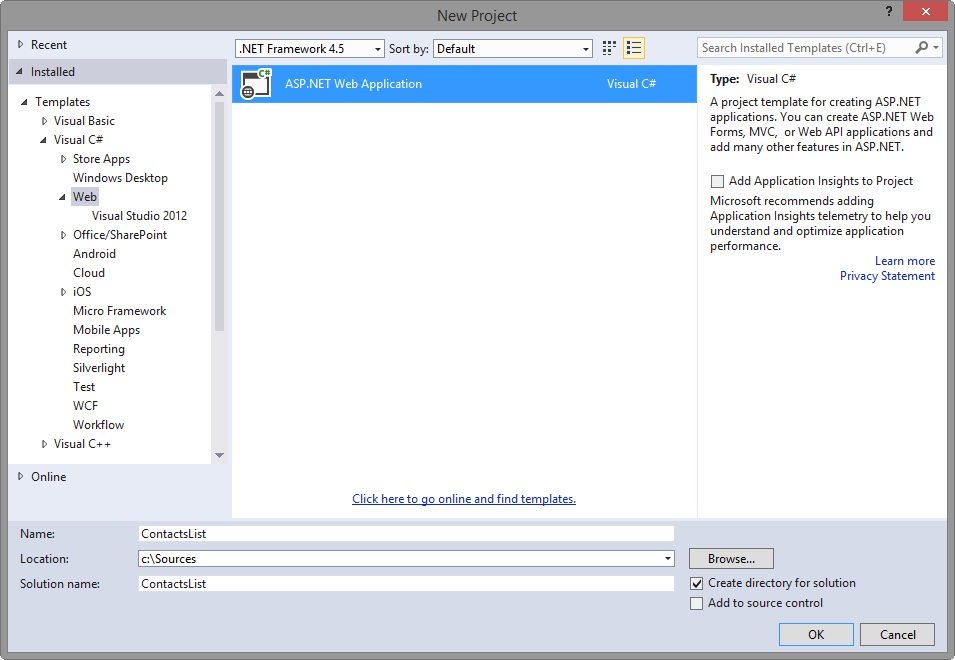 New Project
?
Recent
Installed
Templates
Visual Basic
Visual C#
Store Apps
Windows Desktop
Web
Visual Studio 2012
Office/SharePoint
Android
Cloud
iOS
Micro Framework
Mobile Apps
Reporting
Silverlight
Test
WCF
Workflow
Visual C++
Online
.NET Framework 4.5 Sort by: Default
C# ASP.NET Web Application Visual C#
Click here to go online and find templates.
Search Installed Templates (Ctrl+E)
Type: Visual C#
A project template for creating ASP.NET
applications. You can create ASP.NET Web
Forms, MVC, or Web API applications and
add many other features in ASP.NET.
Add Application Insights to Project
Microsoft recommends adding
Application Insights telemetry to help you
understand and optimize application
performance.
Learn more
Privacy Statement
Name: ContactsList
Location: c:\Sources Browse...
Solution name: ContactsList
Create directory for solution
Add to source control
OK Cancel